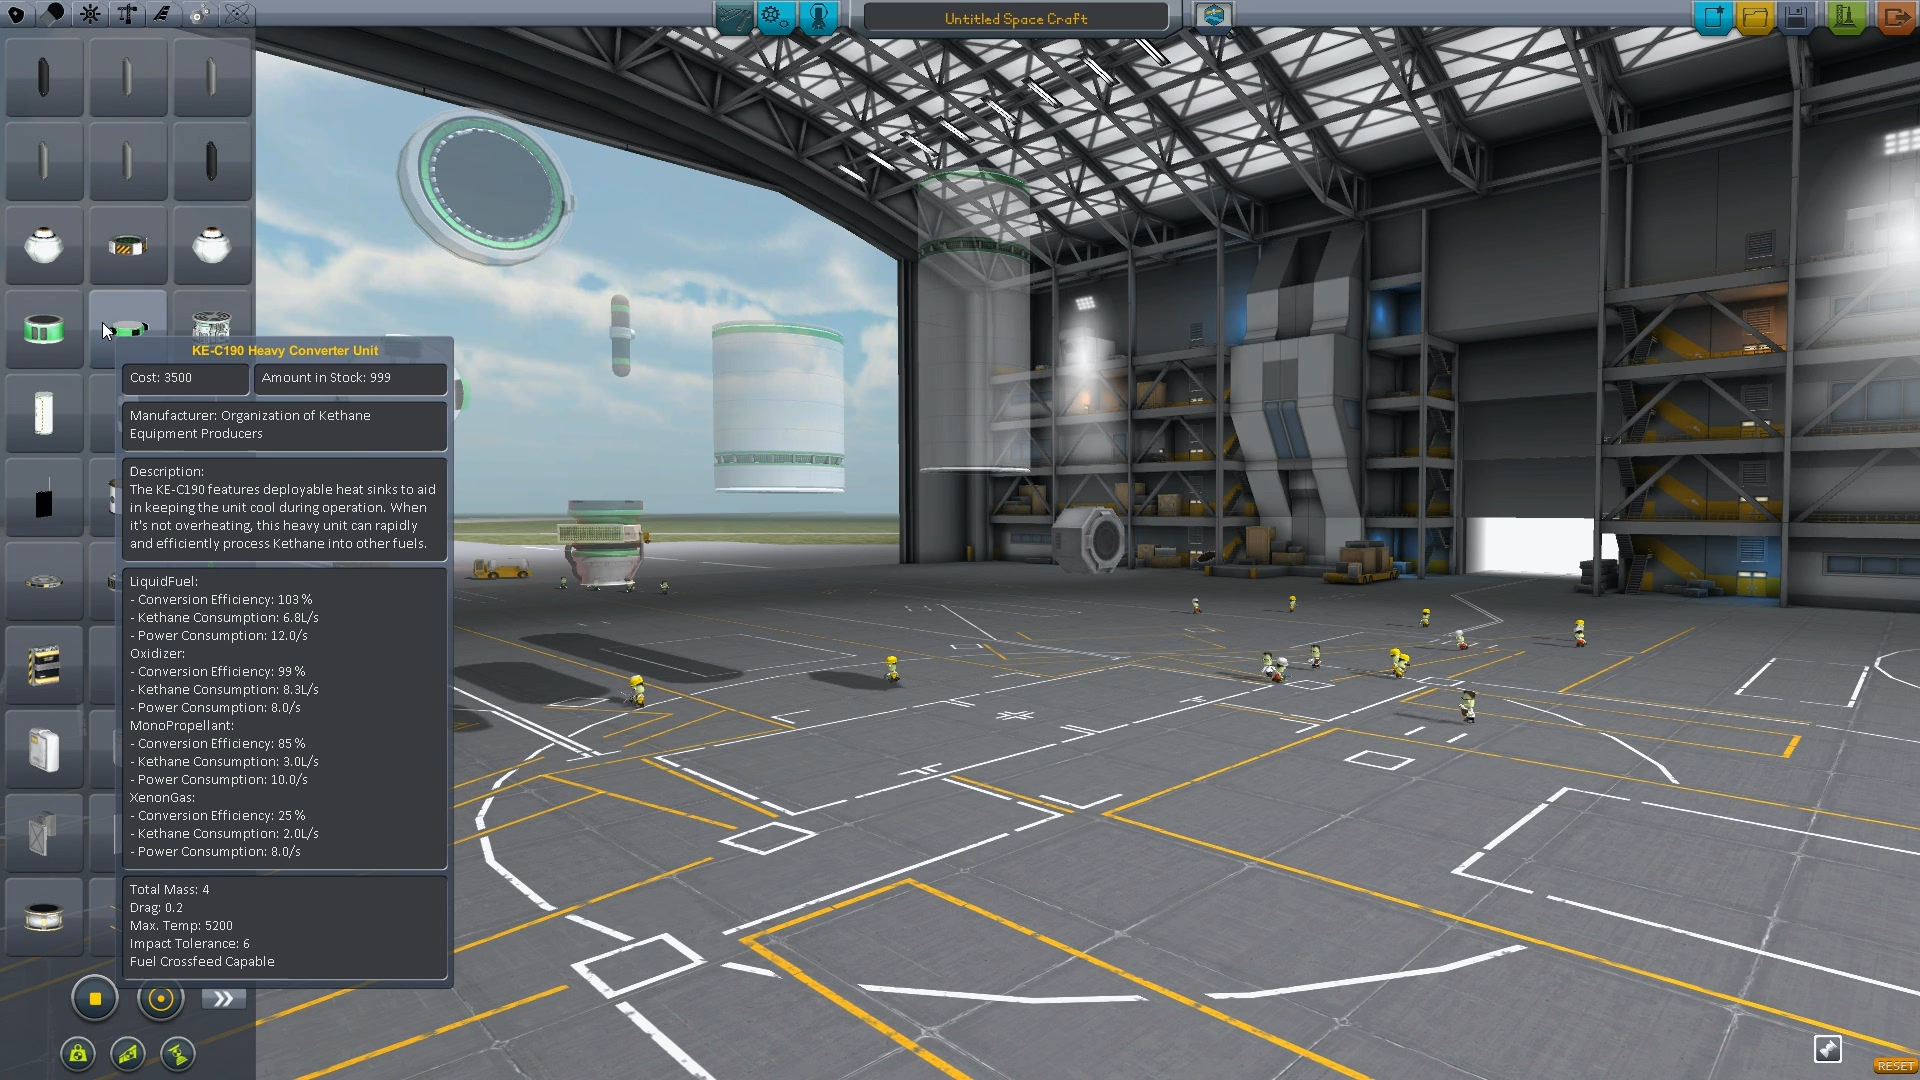 Untitled Space Craft
KE-C190 Heavy Converter Unit
Cost: 3500
Amount in Stock: 999
Manufacturer: Organization of Kethane
Equipment Producers
Description:
The KE-C190 features deployable heat sinks to aid
in keeping the unit cool during operation. When
it's not overheating, this heavy unit can rapidly
and efficiently process Kethane into other fuels.
LiquidFuel:
- Conversion Efficiency: 103%
- Kethane Consumption: 6.8L/s
- Power Consumption: 12.0/s
Oxidizer:
- Conversion Efficiency: 99%
- Kethane Consumption: 8.3L/s
- Power Consumption: 8.0/s
MonoPropellant:
- Conversion Efficiency: 85%
- Kethane Consumption: 3.0L/s
- Power Consumption: 10.0/s
XenonGas:
- Conversion Efficiency: 25%
- Kethane Consumption: 2.0L/s
- Power Consumption: 8.0/s
Total Mass: 4
Drag: 0.2
Max. Temp: 5200
Impact Tolerance: 6
Fuel Crossfeed Capable
RESET